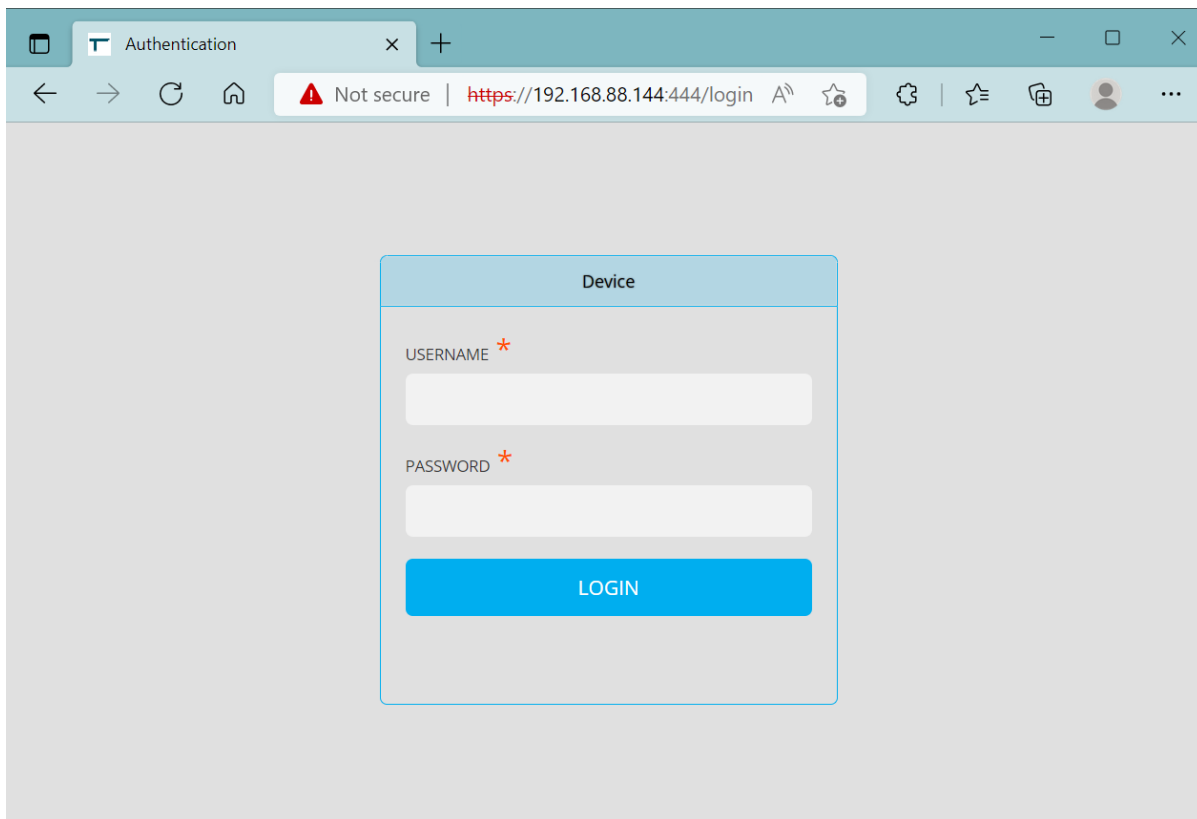 Authentication
Not secure | https://192.168.88.144:444/login
Device
USERNAME *
PASSWORD *
LOGIN